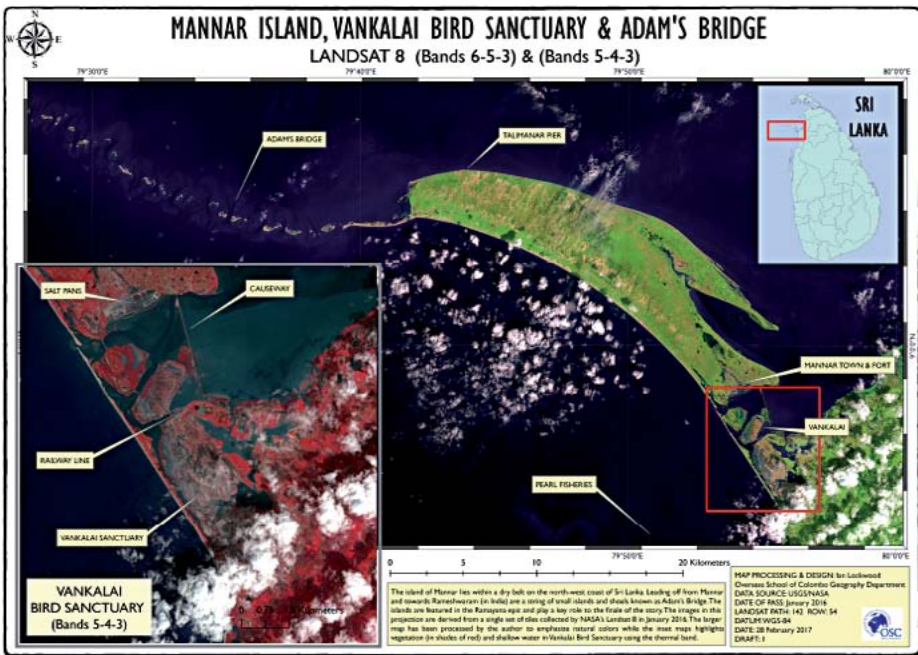 MANNAR ISLAND, VANKALAI BIRD SANCTUARY & ADAM'S BRIDGE
LANDSAT 8 (Bands 6-5-3) & (Bands 5-4-3)
N
W E
S
79°30'0"E 79°40'0"E 79°50'0"E 80°0'0"E
SRI
LANKA
ADAM'S BRIDGE
TALIMANAR PIER
SALT PANS
CAUSEWAY
MANNAR TOWN & FORT
VANKALAI
RAILWAY LINE
PEARL FISHERIES
VANKALAI SANCTUARY
79°50'0"E 80°0'0"E
VANKALAI
BIRD SANCTUARY
(Bands 5-4-3)
0 5 10 20 Kilometers
The island of Mannar lies within a dry belt on the north-west coast of Sri Lanka. Leading off from Mannar
and towards Rameshwaram (in India) are a string of small islands and shoals known as Adam's Bridge. The
islands are featured in the Ramayana epic and play a key role to the finale of the story. The images in this
projection are derived from a single set of tiles collected by NASA's Landsat 8 in January 2016. The larger
map has been processed by the author to emphasize natural colors while the inset maps highlights
vegetation (in shades of red) and shallow water in Vankalai Bird Sanctuary using the thermal band.
MAP PROCESSING & DESIGN: Ian Lockwood
Overseas School of Colombo Geography Department
DATA SOURCE: USGS/NASA
DATE OF PASS: January 2016
LANDSAT PATH: 142, ROW: 54
DATUM: WGS-84
DATE: 28 February 2017
DRAFT: 1
OSC